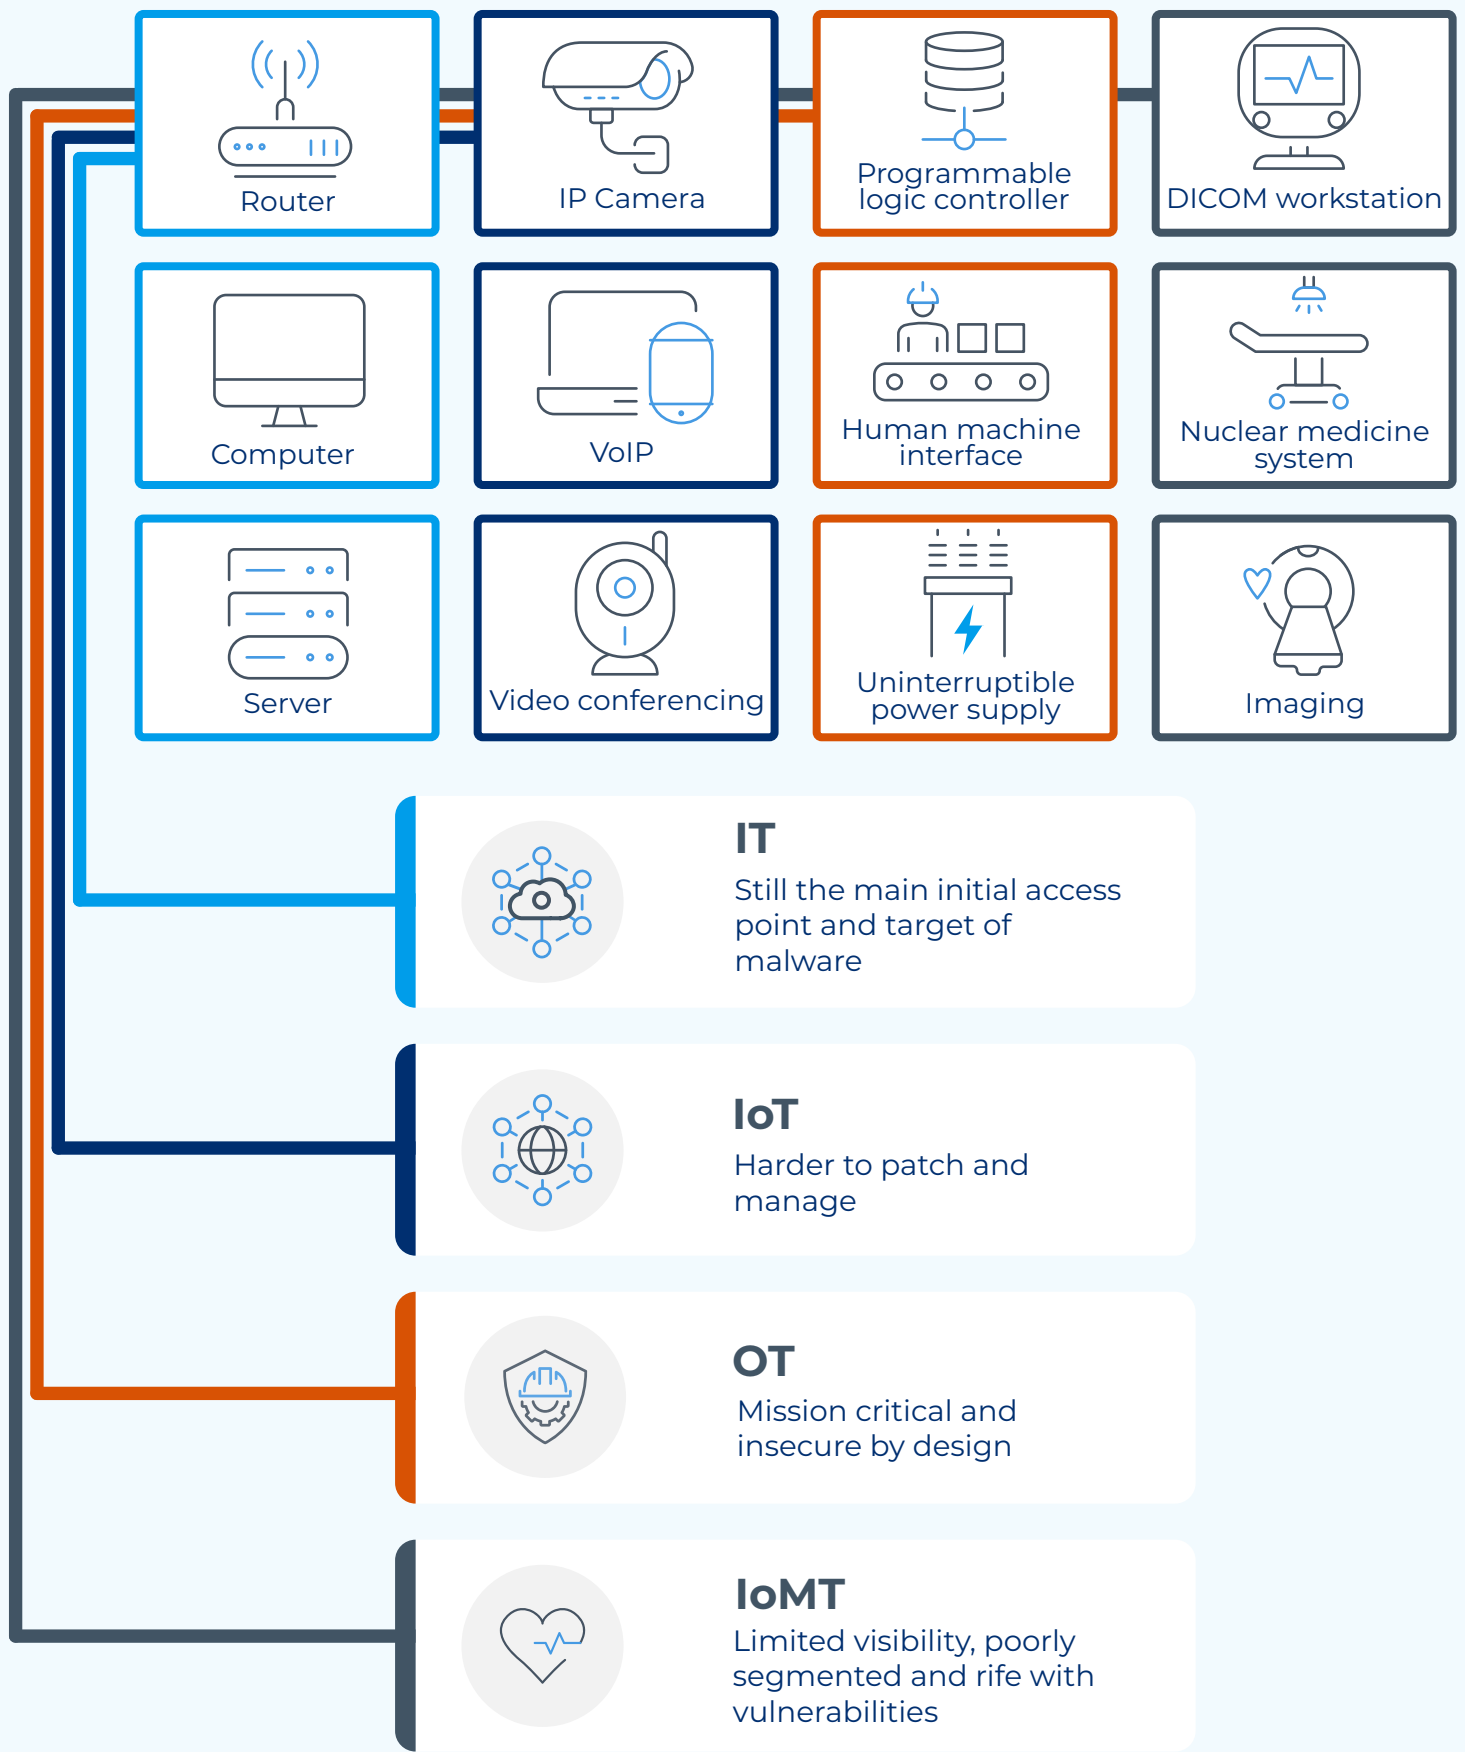 Router
IP Camera
Programmable
logic controller
DICOM workstation
Computer
VoIP
Human machine
interface
Nuclear medicine
system
Server
Video conferencing
Uninterruptible
power supply
Imaging
IT
Still the main initial access
point and target of
malware
IoT
Harder to patch and
manage
OT
Mission critical and
insecure by design
IoMT
Limited visibility, poorly
segmented and rife with
vulnerabilities